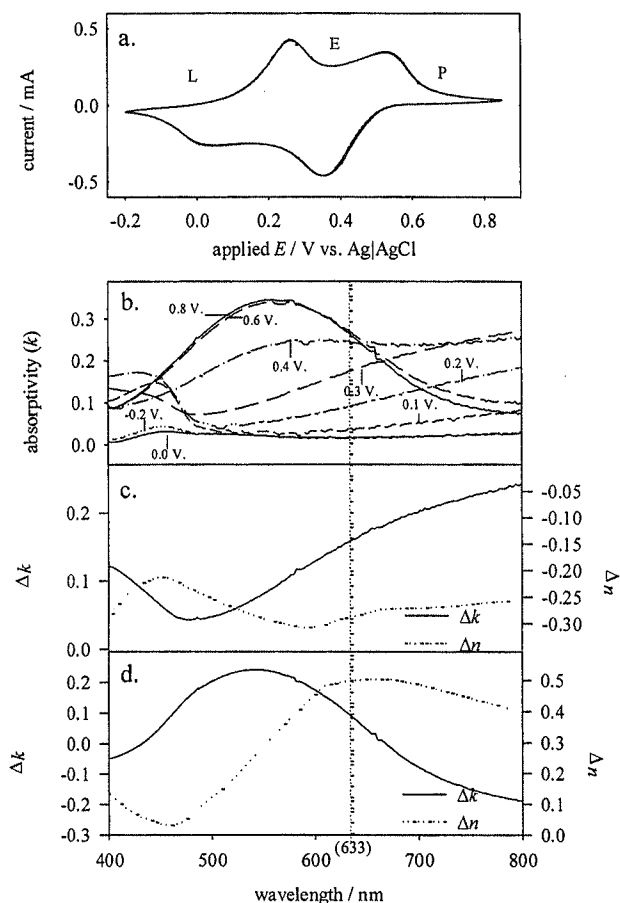 a.
L
E
P
0.5
0.0
-0.5
current / mA
-0.2
0.0
0.2
0.4
0.6
0.8
applied E / V vs. Ag|AgCl
b.
0.3
0.2
0.1
0.0
absorptivity (k)
0.8 V.
0.6 V.
0.4 V.
0.3 V.
0.2 V.
0.1 V.
-0.2 V.
0.0 V.
c.
0.2
0.1
0.0
Δk
-0.05
-0.10
-0.15
-0.20
-0.25
-0.30
Δn
Δk
Δn
d.
0.2
0.1
0.0
-0.1
-0.2
-0.3
Δk
0.5
0.4
0.3
0.2
0.1
0.0
Δn
Δk
Δn
400
500
600
(633)
700
800
wavelength / nm